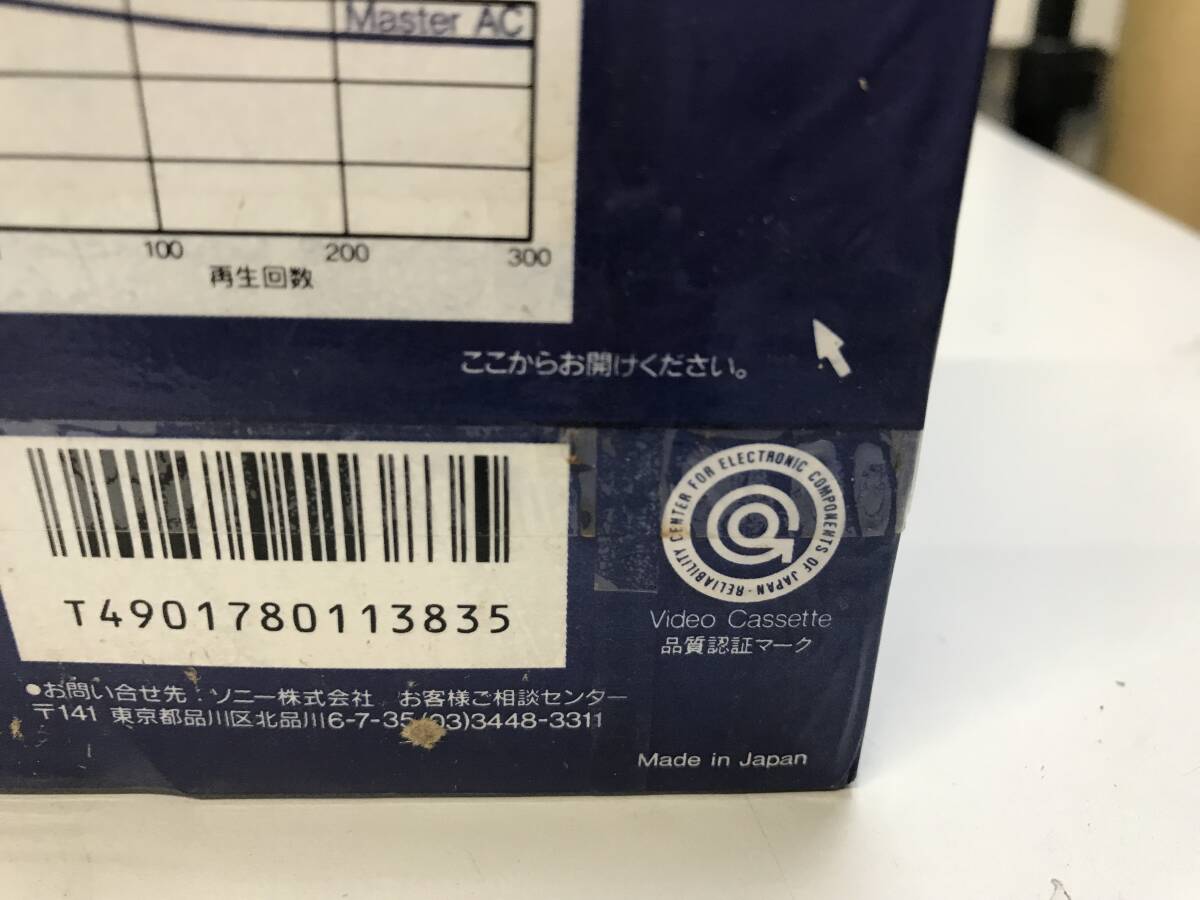 Master AC
100 200 300
再生回数
ここからお開けください。
RELIABILITY CENTER FOR ELECTRONIC COMPONENTS OF JAPAN
T4901780113835
Video Cassette
品質認証マーク
●お問い合せ先：ソニー株式会社 お客様ご相談センター
〒141 東京都品川区北品川6-7-35 (03)3448-3311
Made in Japan